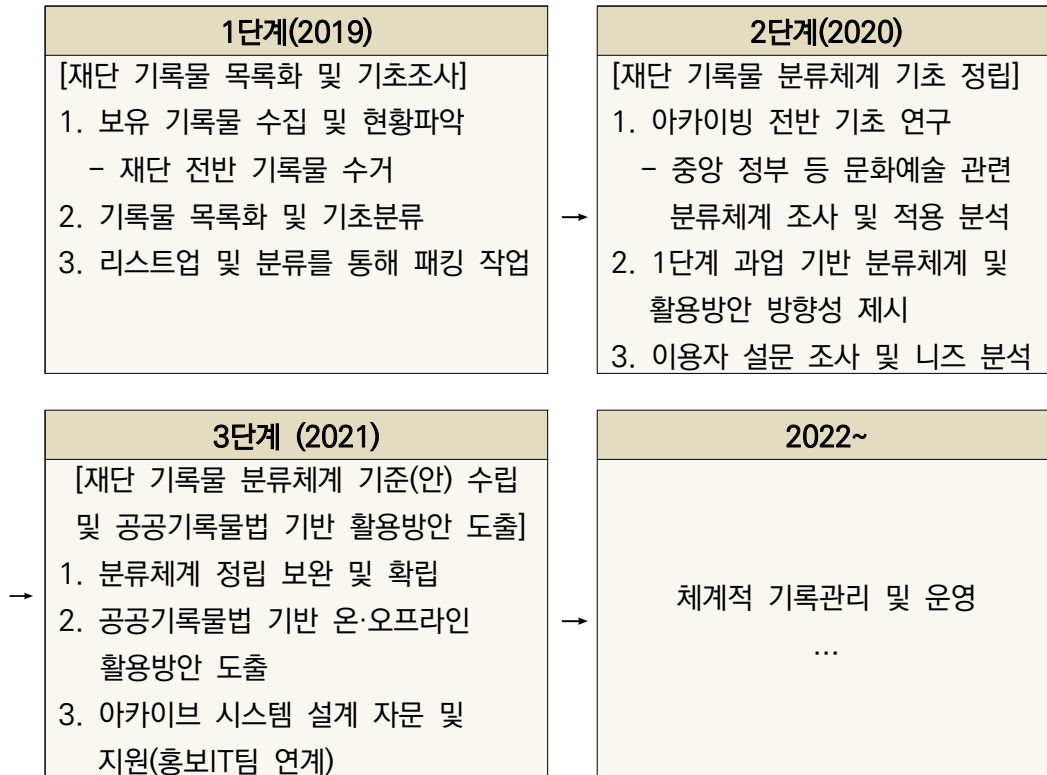 1단계(2019)
[재단 기록물 목록화 및 기초조사]
1. 보유 기록물 수집 및 현황파악
- 재단 전반 기록물 수거
2. 기록물 목록화 및 기초분류
3. 리스트업 및 분류를 통해 패킹 작업
→
2단계(2020)
[재단 기록물 분류체계 기초 정립]
1. 아카이빙 전반 기초 연구
- 중앙 정부 등 문화예술 관련
분류체계 조사 및 적용 분석
2. 1단계 과업 기반 분류체계 및
활용방안 방향성 제시
3. 이용자 설문 조사 및 니즈 분석
→
3단계 (2021)
[재단 기록물 분류체계 기준(안) 수립
및 공공기록물법 기반 활용방안 도출]
1. 분류체계 정립 보완 및 확립
2. 공공기록물법 기반 온·오프라인
활용방안 도출
3. 아카이브 시스템 설계 자문 및
지원(홍보IT팀 연계)
→
2022~
체계적 기록관리 및 운영
...